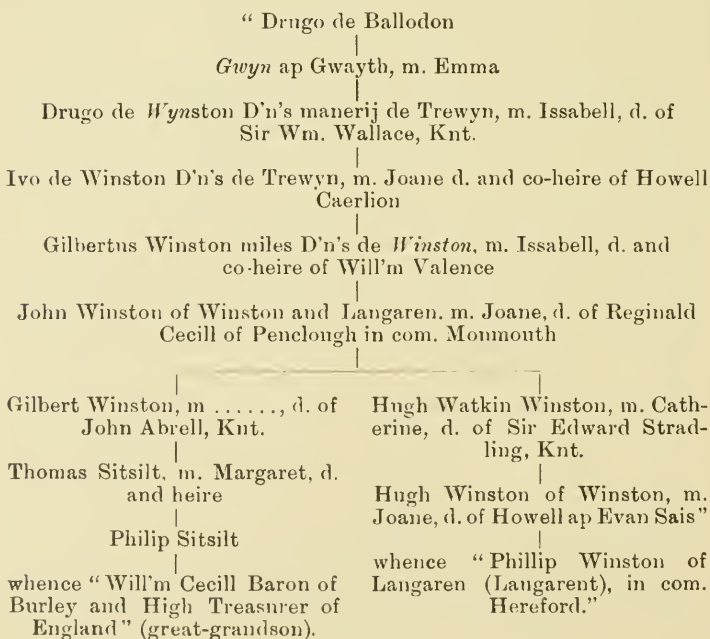 “ Drugo de Ballodon
Gwyn ap Gwayth, m. Emma
Drugo de Wynston D'n's manerij de Trewyn, m. Issabell, d. of
Sir Wm. Wallace, Knt.
Ivo de Winston D'n's de Trewyn, m. Joane d. and co-heire of Howell
Caerlion
Gilbertus Winston miles D'n's de Winston, m. Issabell, d. and
co-heire of Will'm Valence
John Winston of Winston and Langaren. m. Joane, d. of Reginald
Cecill of Penclough in com. Monmouth
Gilbert Winston, m ......, d. of
John Abrell, Knt.
Thomas Sitsilt, m. Margaret, d.
and heire
Philip Sitsilt
whence “ Will'm Cecill Baron of
Burley and High Treasurer of
England” (great-grandson).
Hugh Watkin Winston, m. Cath-
erine, d. of Sir Edward Strad-
ling, Knt.
Hugh Winston of Winston, m.
Joane, d. of Howell ap Evan Sais”
whence “ Phillip Winston of
Langaren (Langarent), in com.
Hereford.”